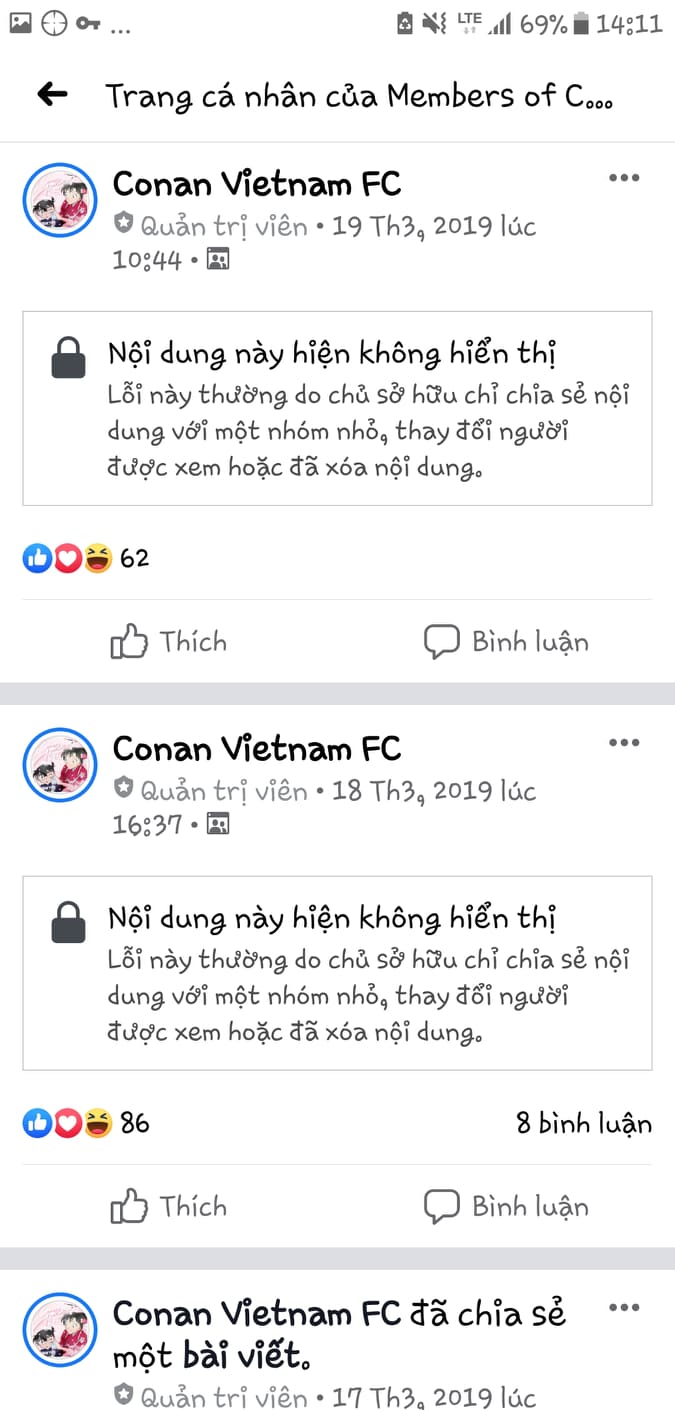 ... LTE 69% 14:11
Trang cá nhân của Members of C...
Conan Vietnam FC
Quản trị viên • 19 Th3, 2019 lúc
10:44 •
Nội dung này hiện không hiển thị
Lỗi này thường do chủ sở hữu chỉ chia sẻ nội
dung với một nhóm nhỏ, thay đổi người
được xem hoặc đã xóa nội dung.
62
Thích Bình luận
Conan Vietnam FC
Quản trị viên • 18 Th3, 2019 lúc
16:37 •
Nội dung này hiện không hiển thị
Lỗi này thường do chủ sở hữu chỉ chia sẻ nội
dung với một nhóm nhỏ, thay đổi người
được xem hoặc đã xóa nội dung.
86 8 bình luận
Thích Bình luận
Conan Vietnam FC đã chia sẻ
một bài viết.
Quản trị viên • 17 Th3, 2019 lúc